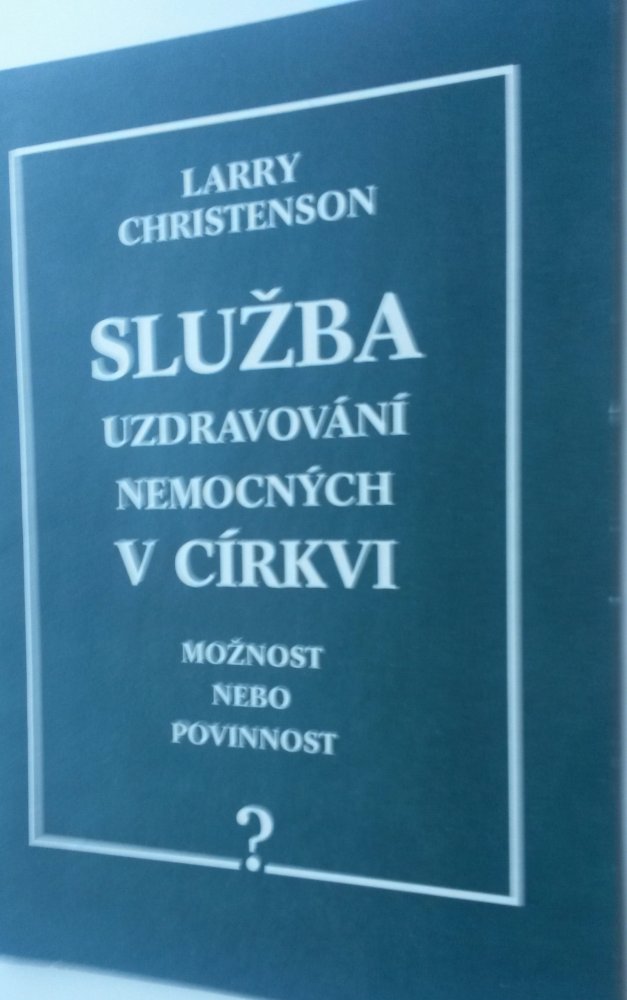 LARRY
CHRISTENSON
SLUŽBA
UZDRAVOVÁNÍ
NEMOCNÝCH
V CÍRKVI
MOŽNOST
NEBO
POVINNOST
?